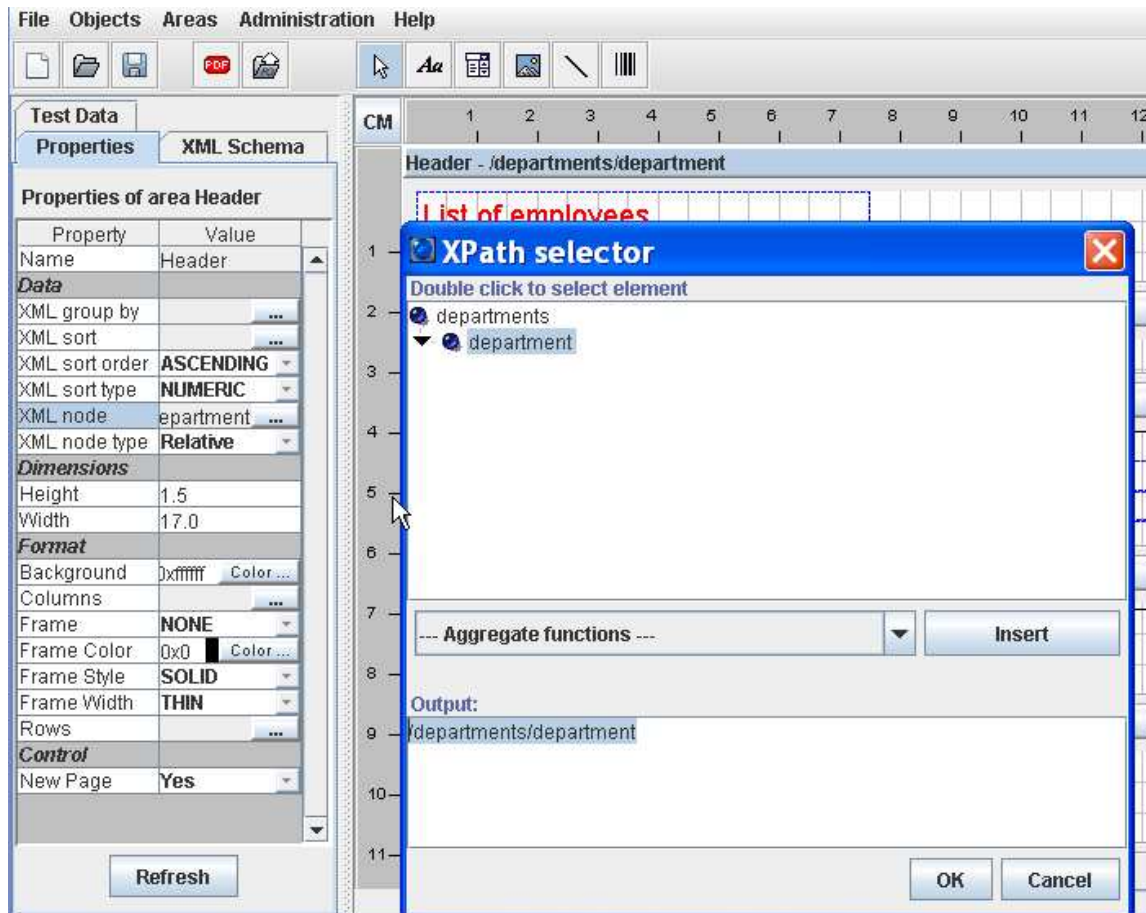 File Objects Areas Administration Help
PDF Aa
Test Data
Properties XML Schema
Properties of area Header
Property Value
Name Header
Data
XML group by ...
XML sort ...
XML sort order ASCENDING
XML sort type NUMERIC
XML node epartment ...
XML node type Relative
Dimensions
Height 1.5
Width 17.0
Format
Background 0xffffff Color ...
Columns ...
Frame NONE
Frame Color 0x0 Color ...
Frame Style SOLID
Frame Width THIN
Rows ...
Control
New Page Yes
Refresh
CM 1 2 3 4 5 6 7 8 9 10 11 12
Header - /departments/department
List of employees
1
2
3
4
5
6
7
8
9
10
11
XPath selector
Double click to select element
departments
department
--- Aggregate functions --- Insert
Output:
/departments/department
OK Cancel